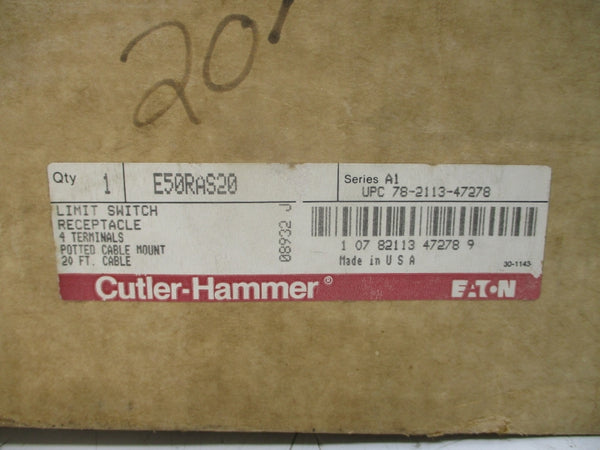 20'
Qty 1 E50RAS20 Series A1
UPC 78-2113-47278
LIMIT SWITCH
RECEPTACLE
4 TERMINALS
POTTED CABLE MOUNT
20 FT. CABLE
08932 J
1 07 82113 47278 9
Made in U S A
30-1143
Cutler-Hammer® EATON